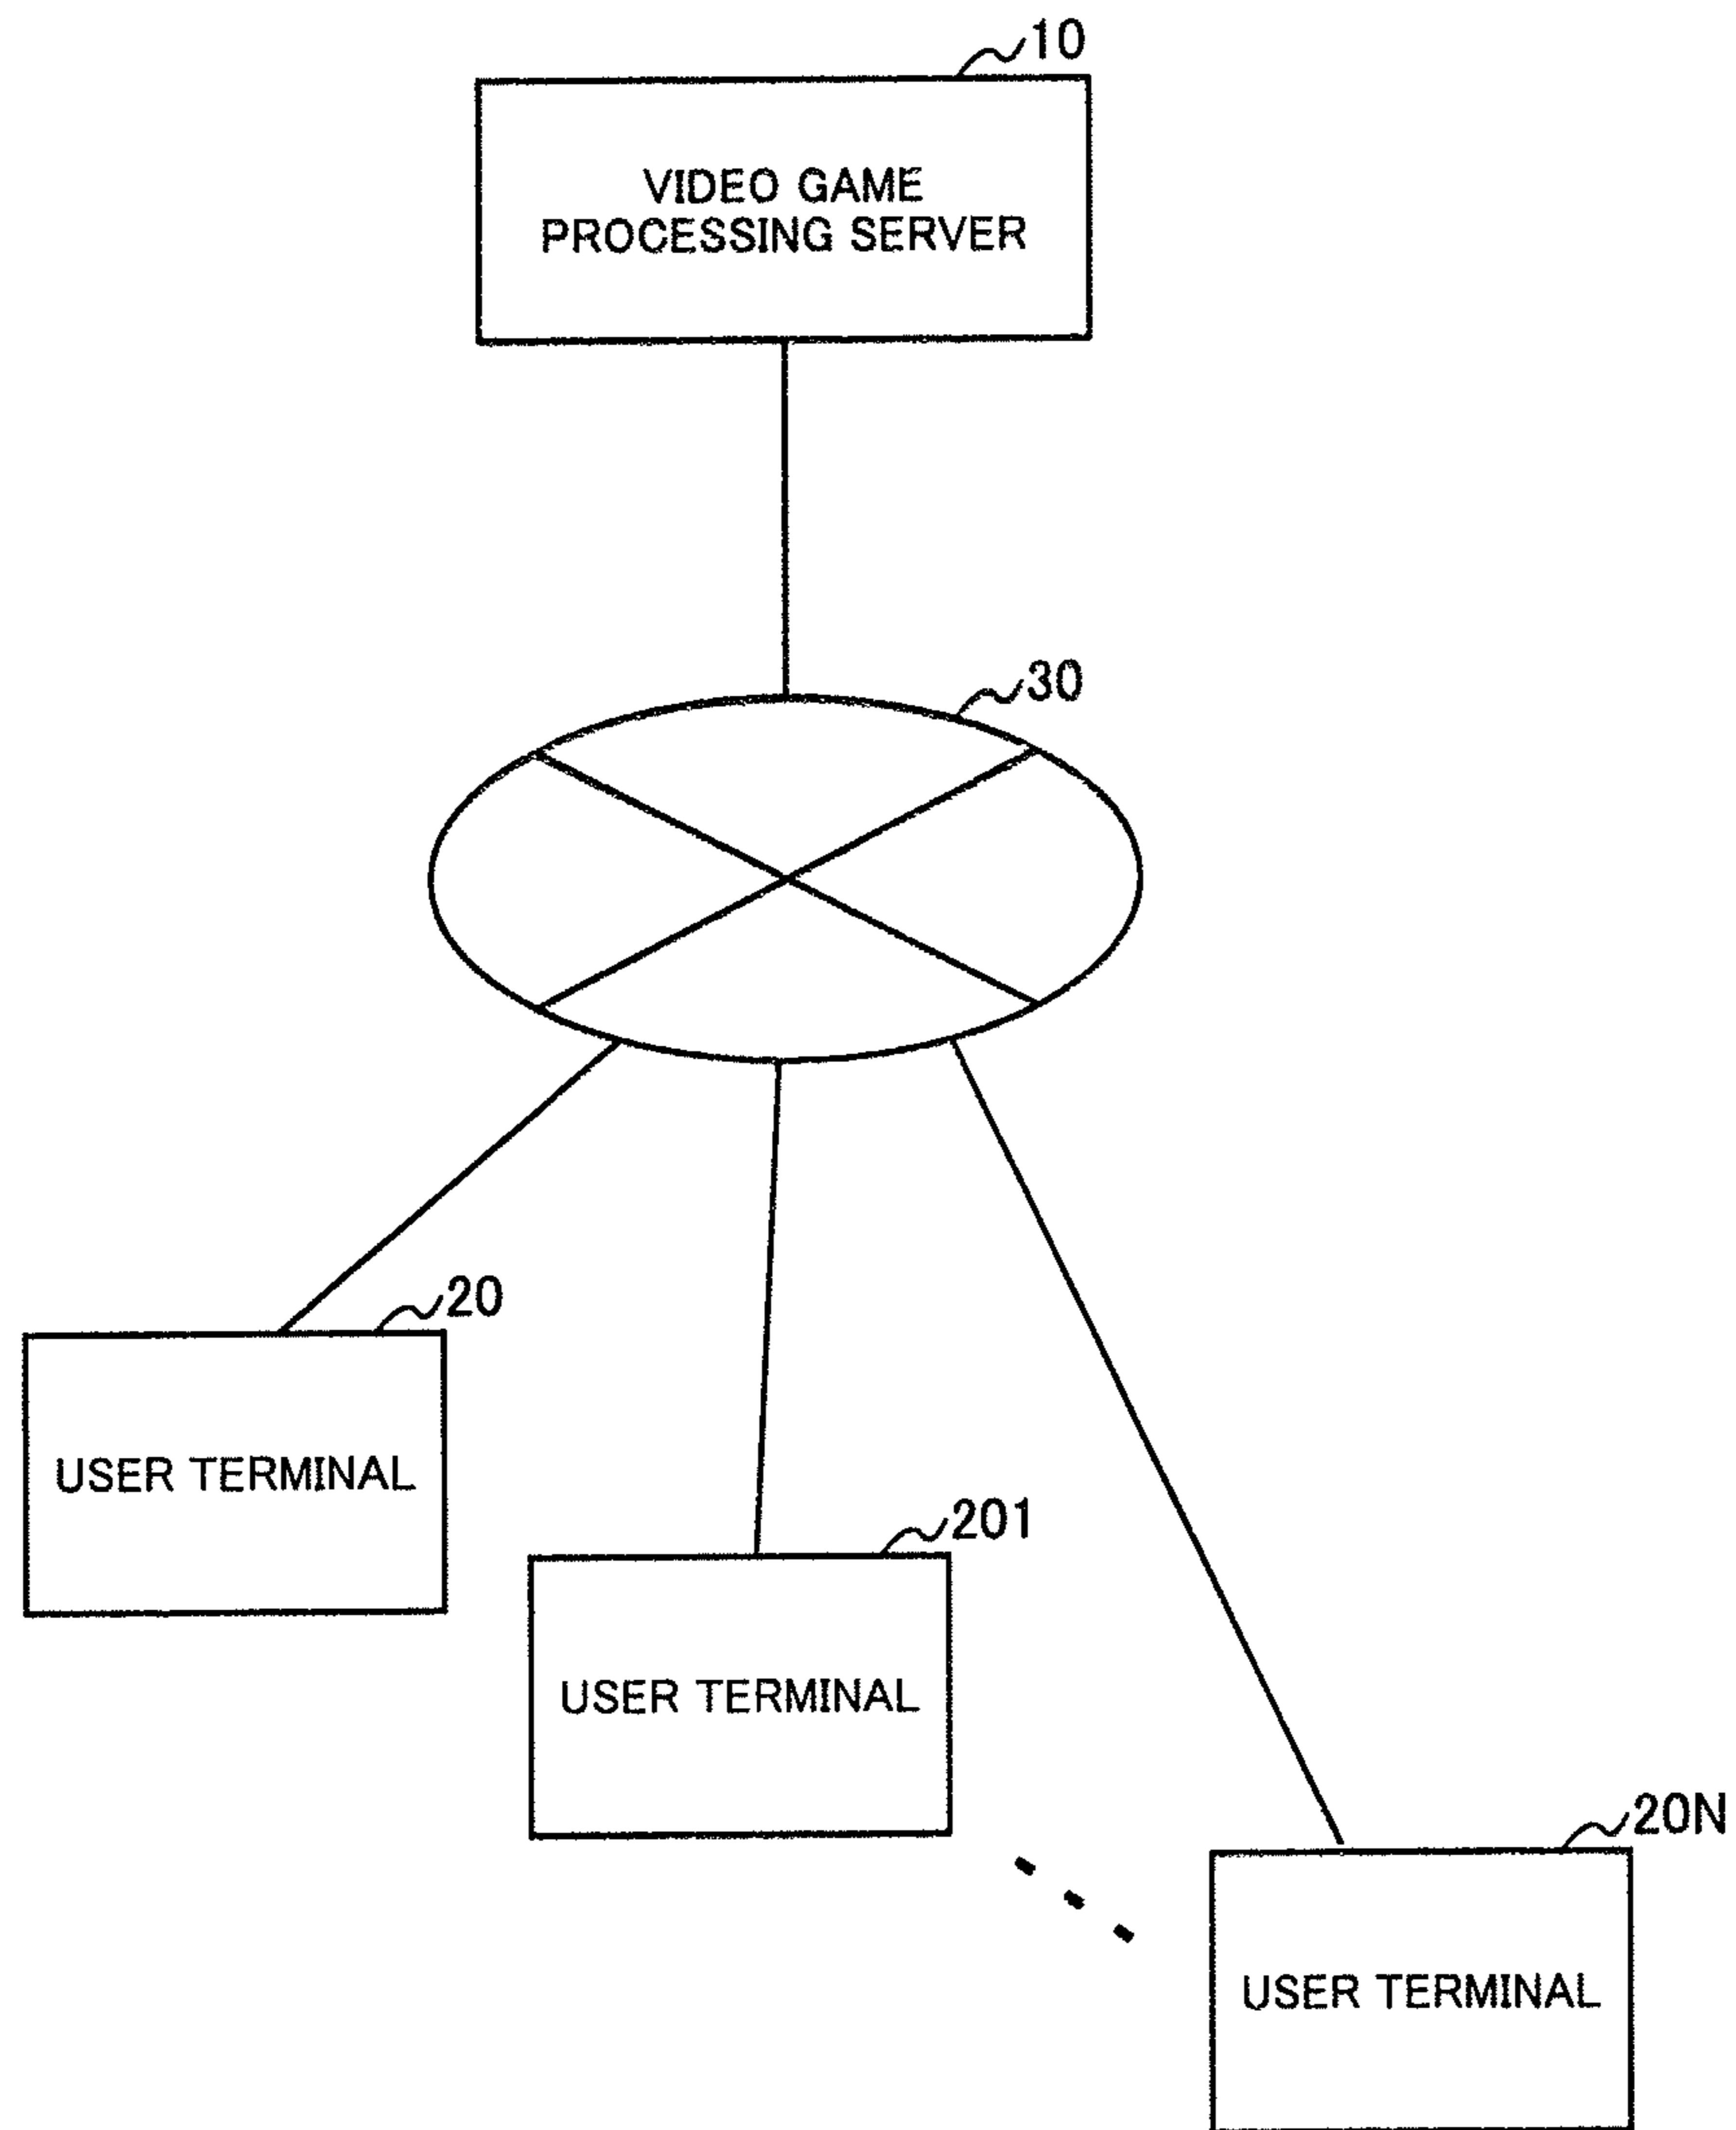 10
VIDEO GAME
PROCESSING SERVER
30
20
USER TERMINAL
201
USER TERMINAL
20N
USER TERMINAL